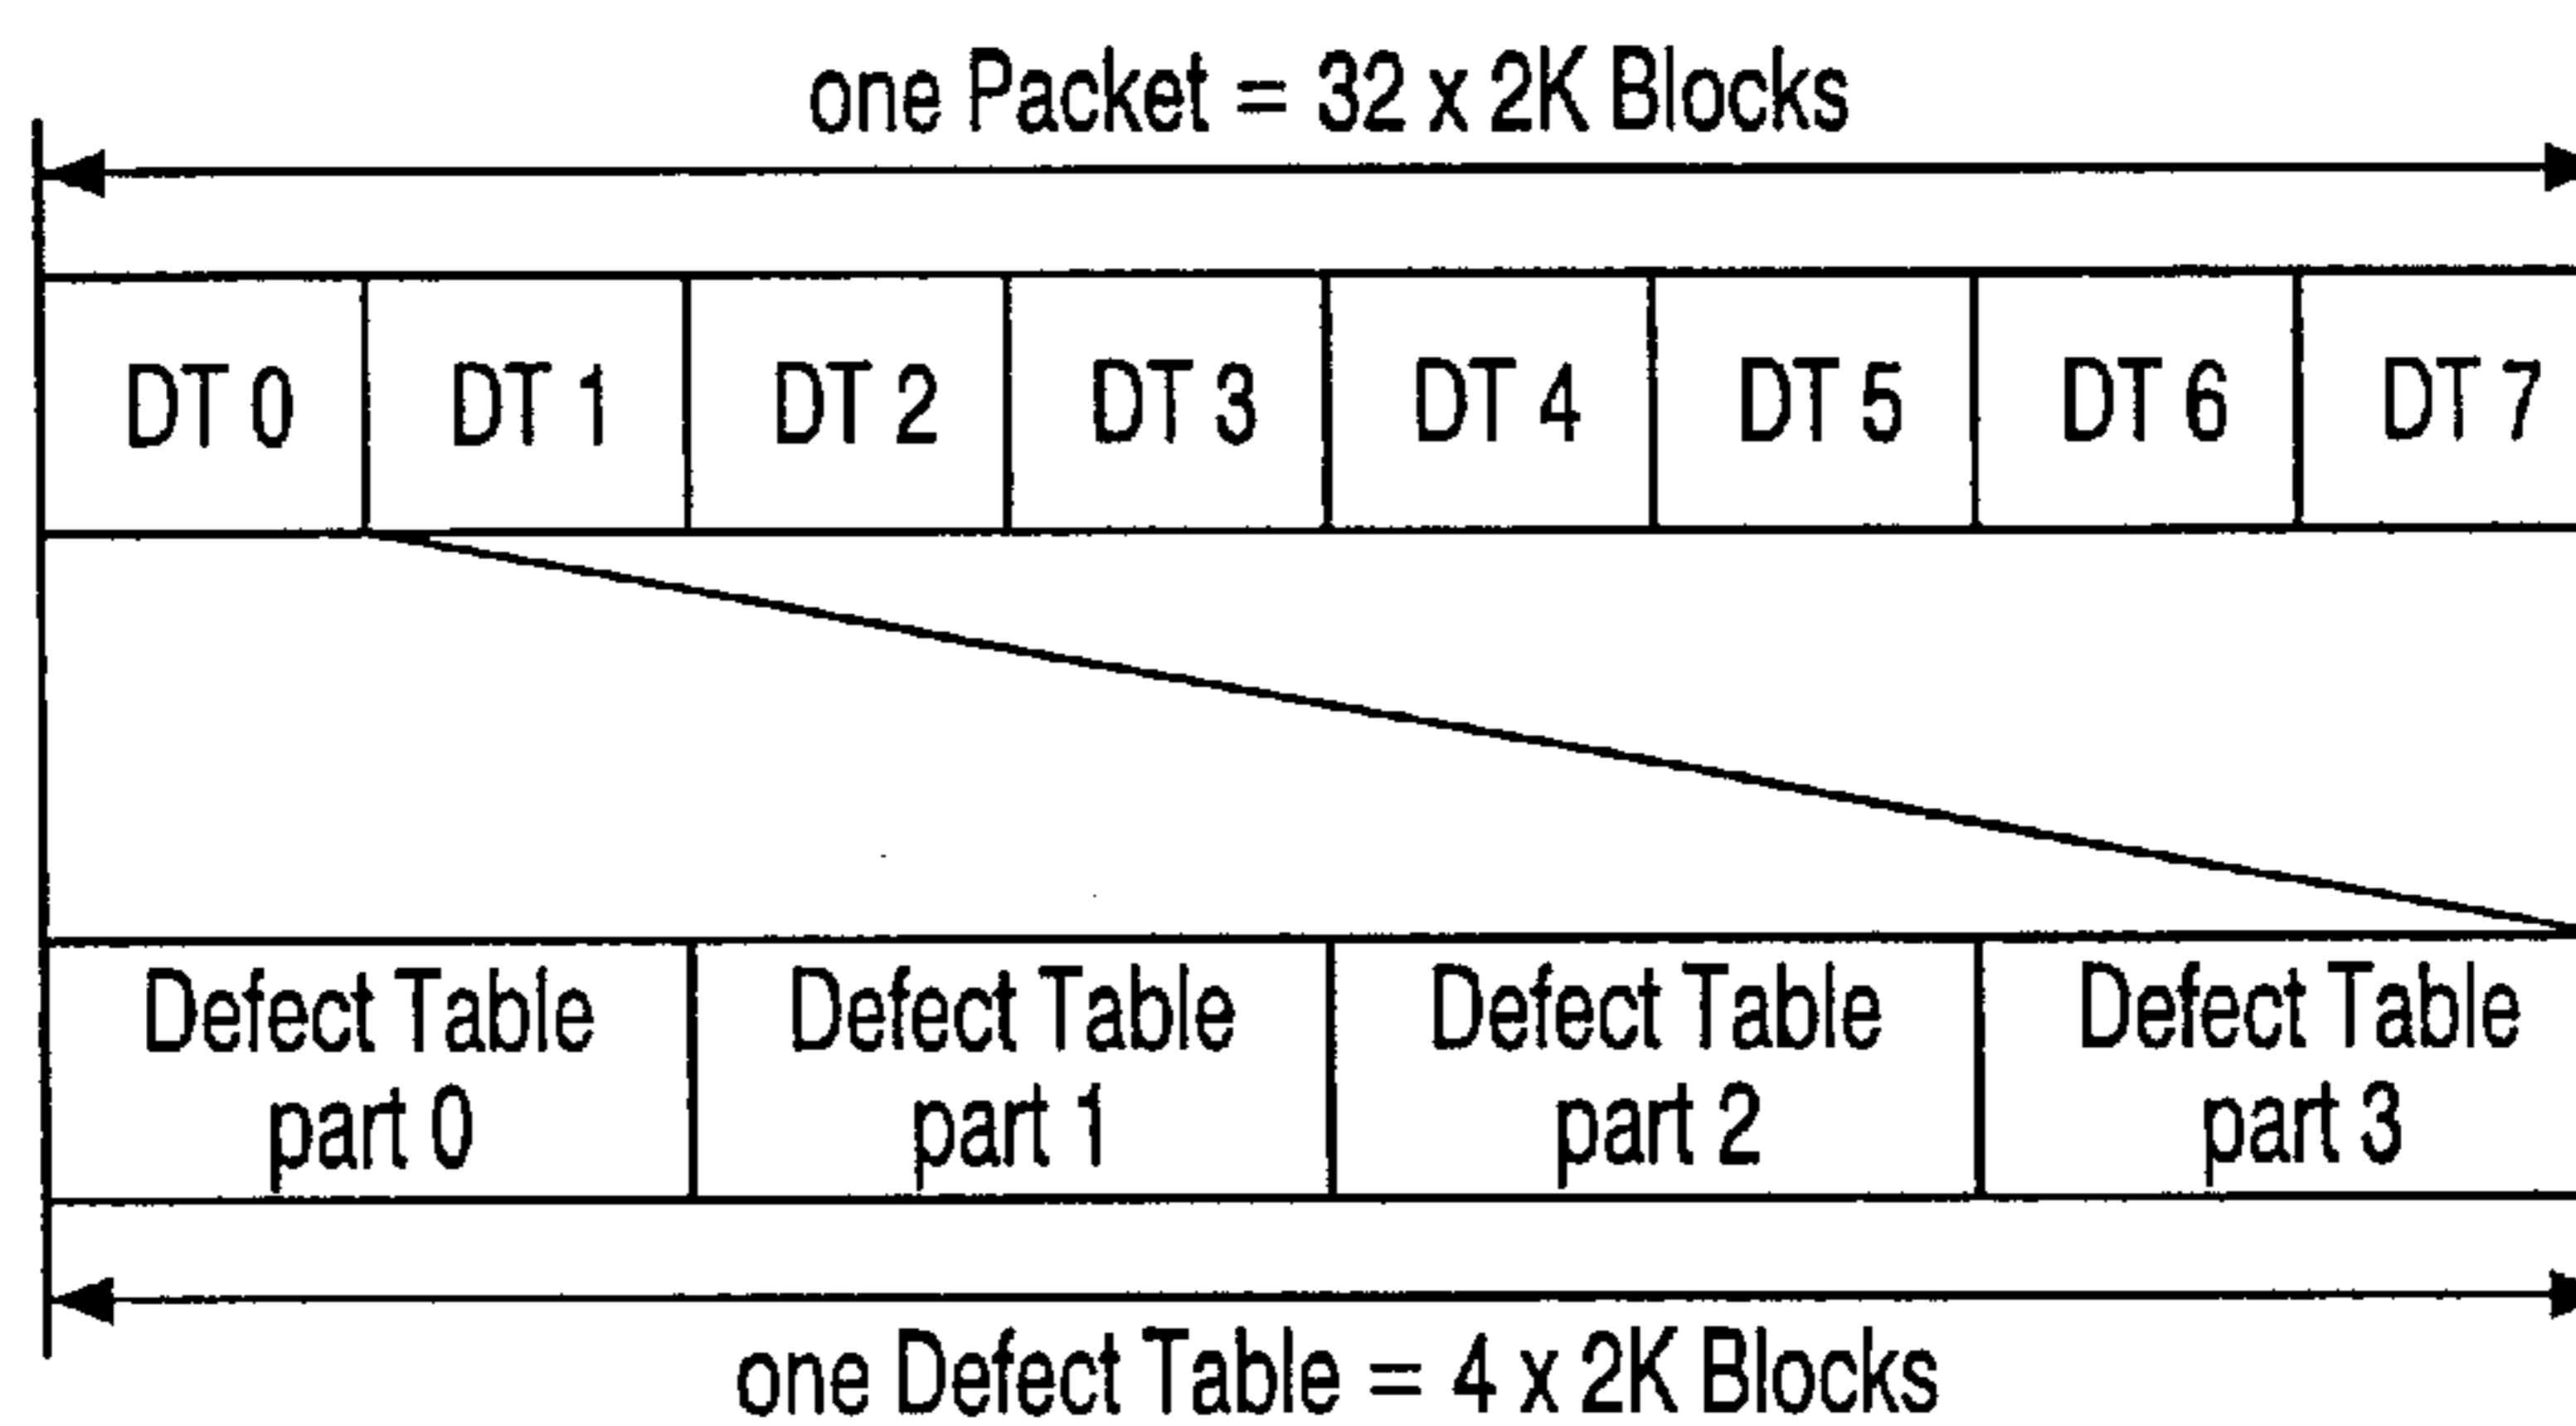 one Packet = 32 x 2K Blocks
DT 0 DT 1 DT 2 DT 3 DT 4 DT 5 DT 6 DT 7
Defect Table part 0
Defect Table part 1
Defect Table part 2
Defect Table part 3
one Defect Table = 4 x 2K Blocks